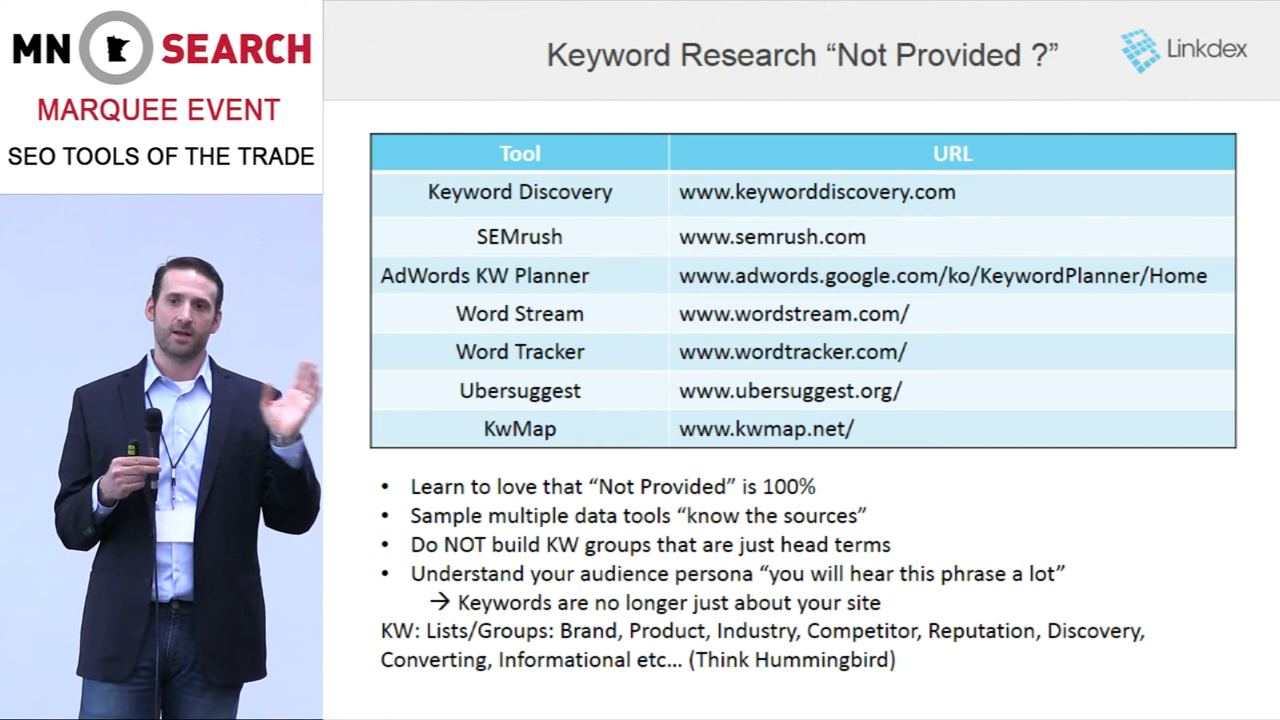 MN SEARCH
MARQUEE EVENT
SEO TOOLS OF THE TRADE
Keyword Research “Not Provided ?”
Linkdex
Tool URL
Keyword Discovery www.keyworddiscovery.com
SEMrush www.semrush.com
AdWords KW Planner www.adwords.google.com/ko/KeywordPlanner/Home
Word Stream www.wordstream.com/
Word Tracker www.wordtracker.com/
Ubersuggest www.ubersuggest.org/
KwMap www.kwmap.net/
• Learn to love that “Not Provided” is 100%
• Sample multiple data tools “know the sources”
• Do NOT build KW groups that are just head terms
• Understand your audience persona “you will hear this phrase a lot”
→ Keywords are no longer just about your site
KW: Lists/Groups: Brand, Product, Industry, Competitor, Reputation, Discovery,
Converting, Informational etc... (Think Hummingbird)